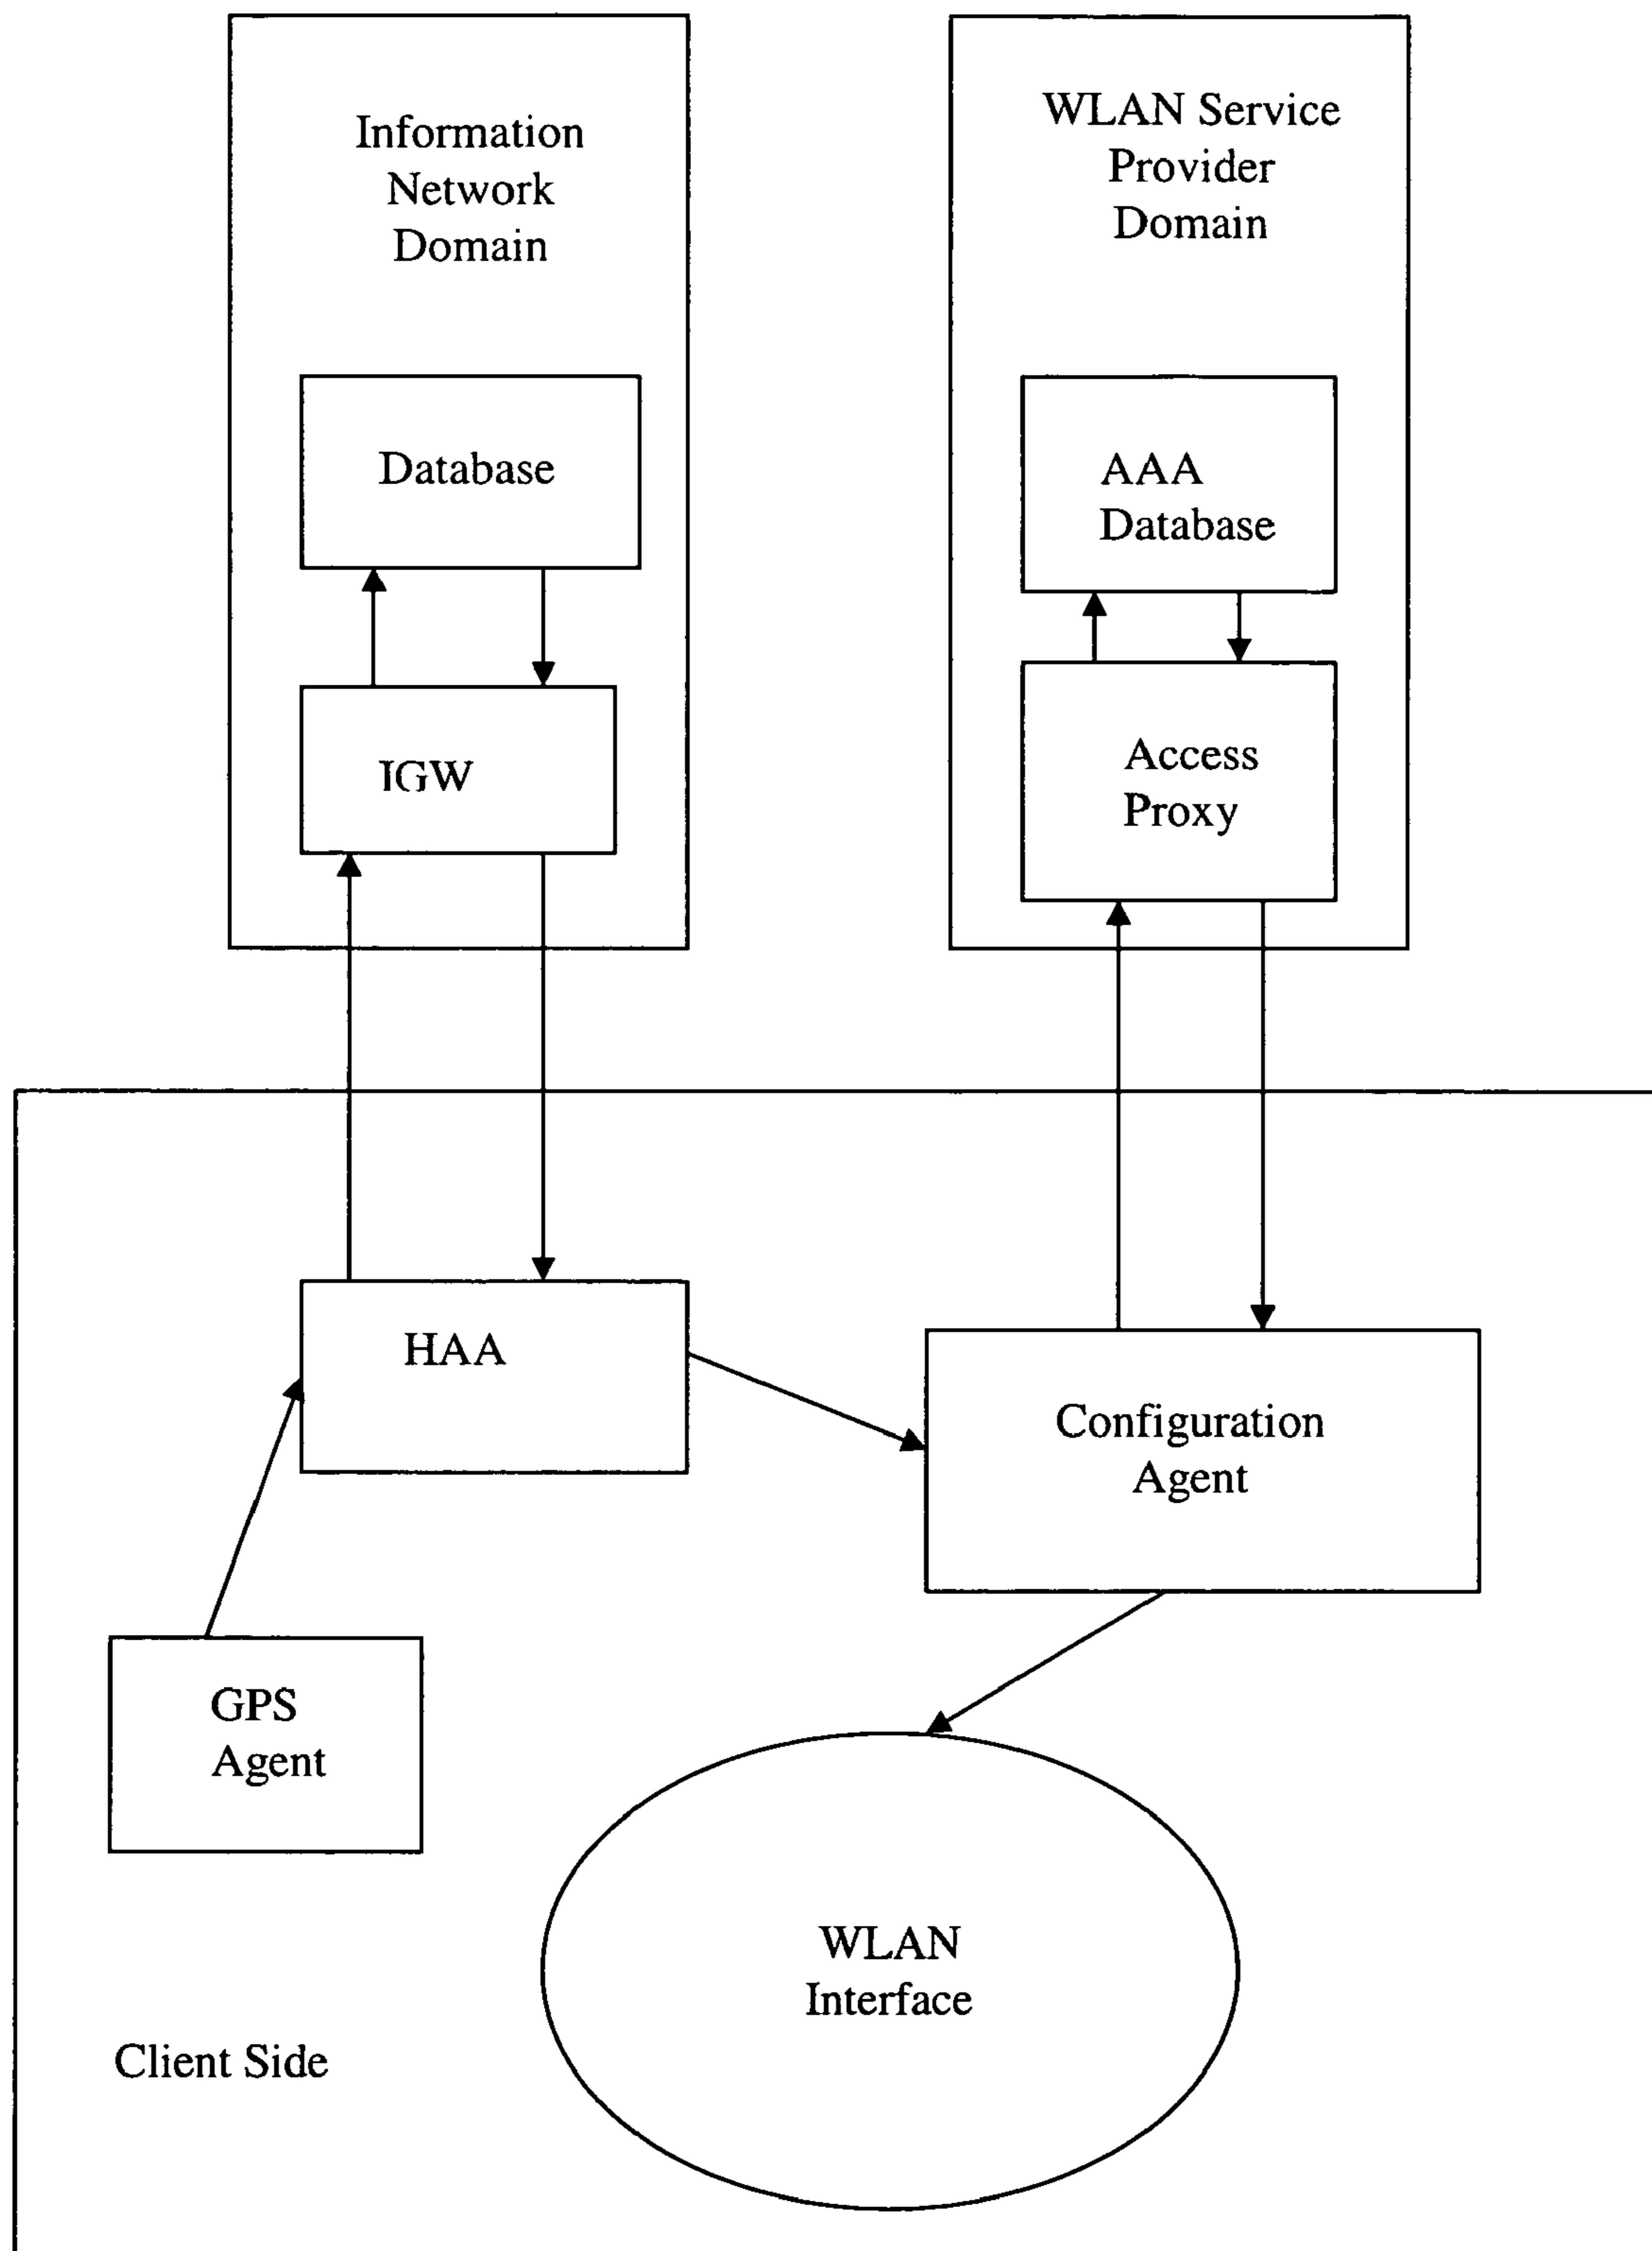 Information
Network
Domain
WLAN Service
Provider
Domain
Database
AAA
Database
IGW
Access
Proxy
HAA
Configuration
Agent
GPS
Agent
WLAN
Interface
Client Side